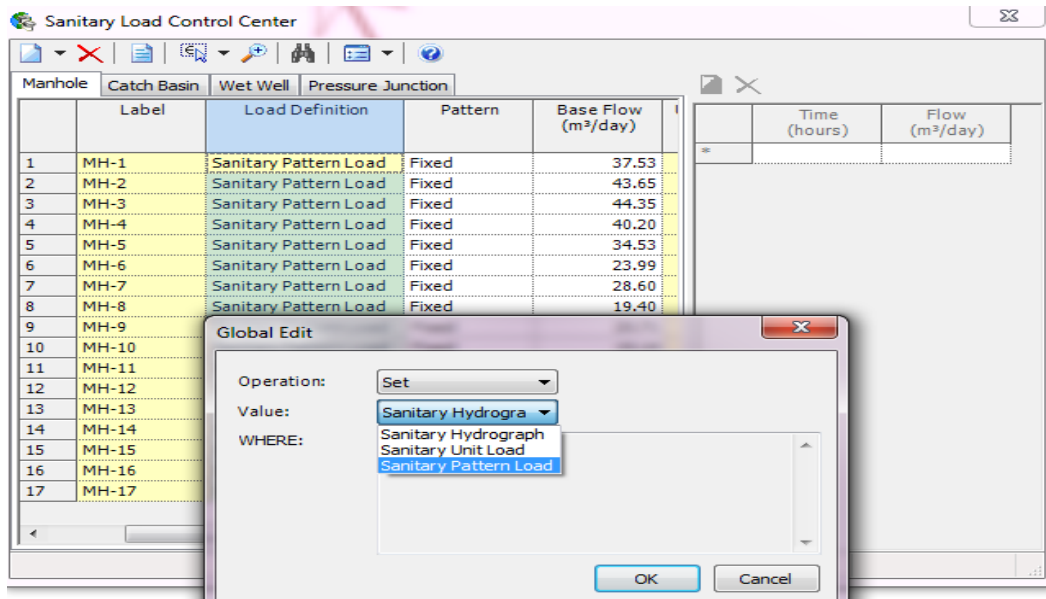 Sanitary Load Control Center
Manhole Catch Basin Wet Well Pressure Junction
Label Load Definition Pattern Base Flow (m³/day)
Time (hours) Flow (m³/day)
*
1 MH-1 Sanitary Pattern Load Fixed 37.53
2 MH-2 Sanitary Pattern Load Fixed 43.65
3 MH-3 Sanitary Pattern Load Fixed 44.35
4 MH-4 Sanitary Pattern Load Fixed 40.20
5 MH-5 Sanitary Pattern Load Fixed 34.53
6 MH-6 Sanitary Pattern Load Fixed 23.99
7 MH-7 Sanitary Pattern Load Fixed 28.60
8 MH-8 Sanitary Pattern Load Fixed 19.40
9 MH-9
10 MH-10
11 MH-11
12 MH-12
13 MH-13
14 MH-14
15 MH-15
16 MH-16
17 MH-17
Global Edit
Operation: Set
Value: Sanitary Hydrogra
WHERE:
Sanitary Hydrograph
Sanitary Unit Load
Sanitary Pattern Load
OK Cancel